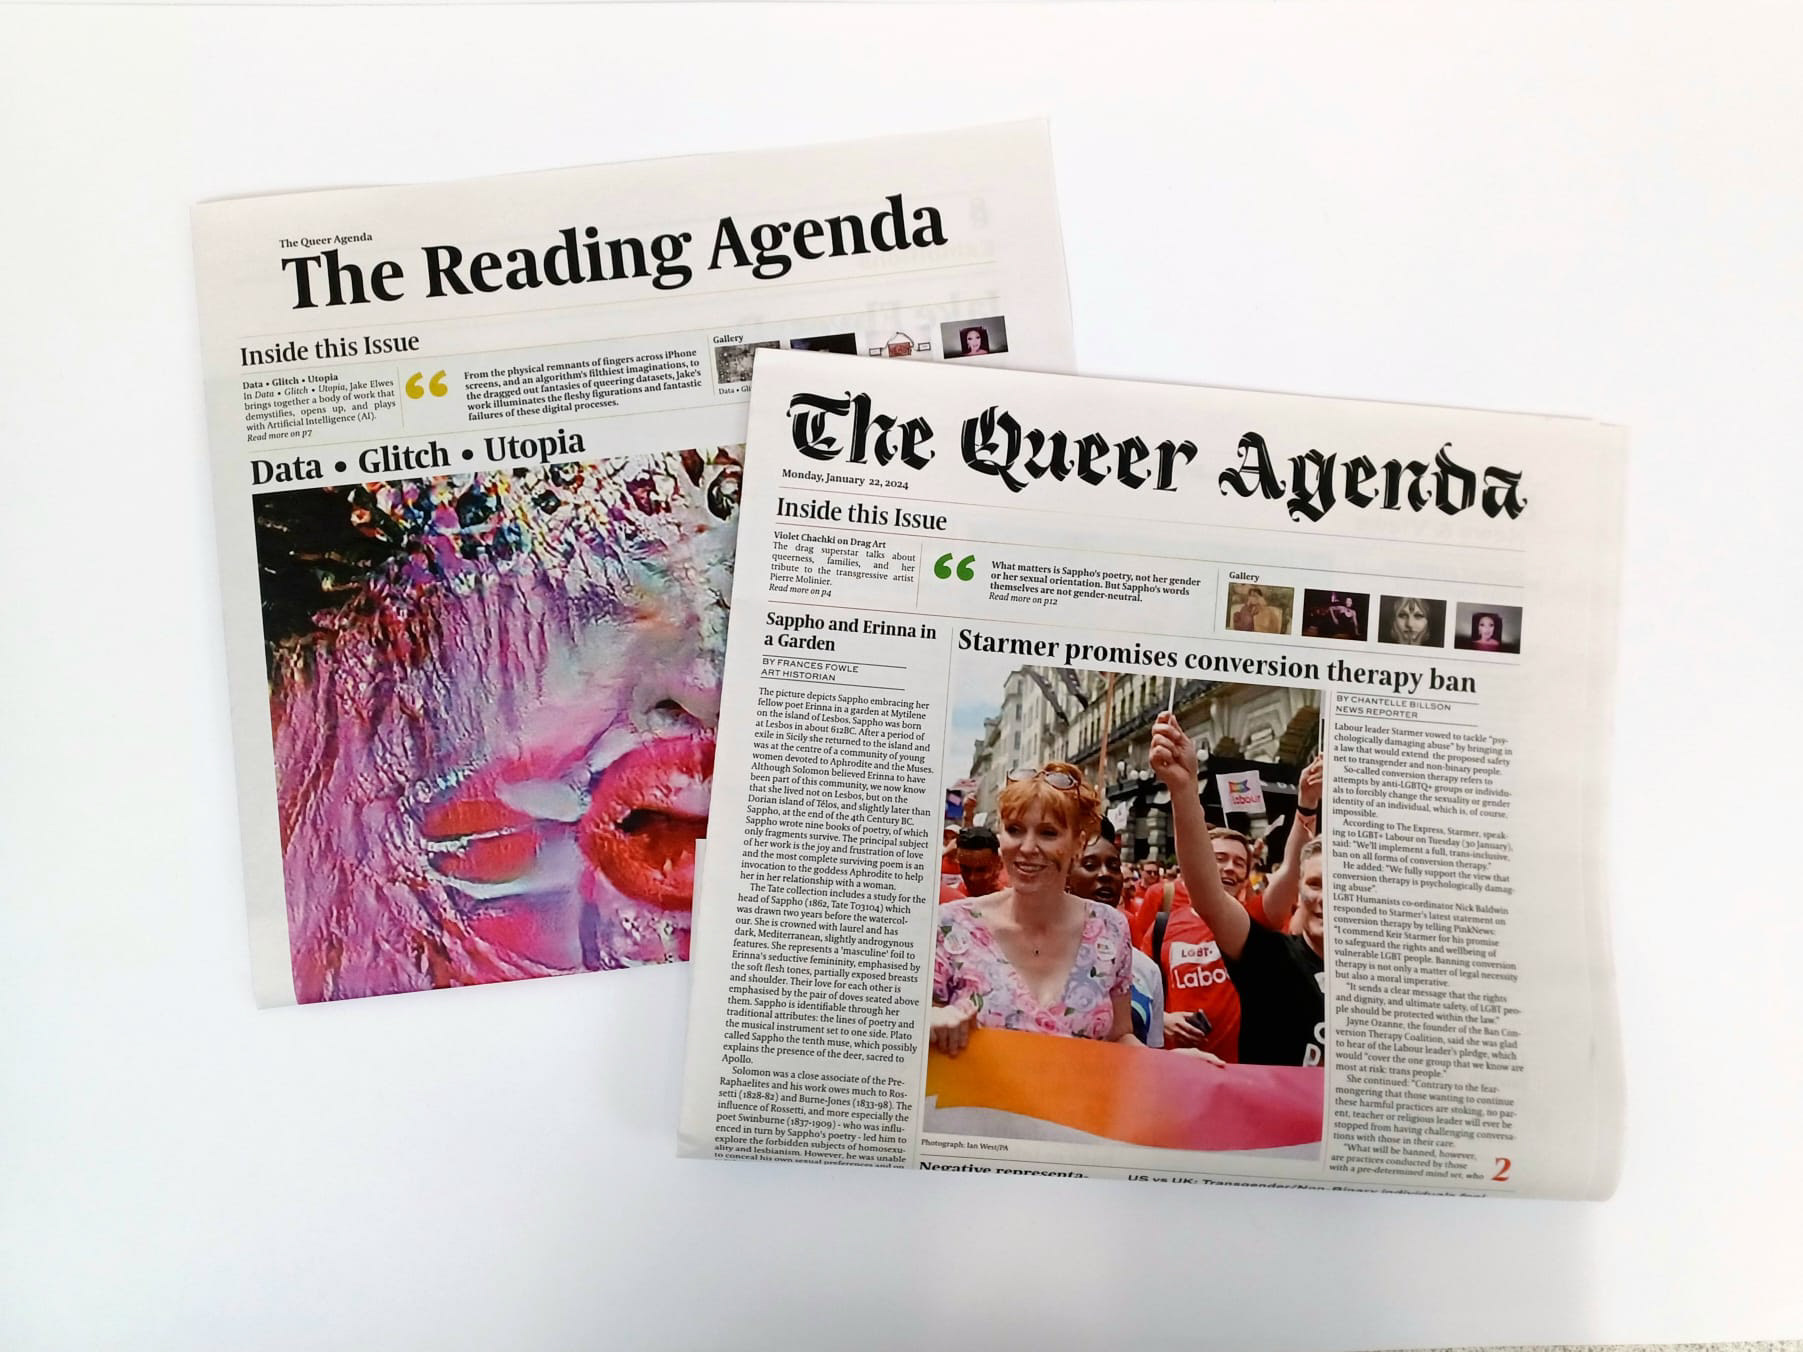 The Queer Agenda
The Reading Agenda
Inside this Issue
Data • Glitch • Utopia
In Data • Glitch • Utopia, Jake Elwes
brings together a body of work that
demystifies, opens up, and plays
with Artificial Intelligence (AI).
Read more on p7
“
From the physical remnants of fingers across iPhone
screens, and an algorithm's filthiest imaginations, to
the dragged out fantasies of queering datasets, Jake's
work illuminates the fleshy figurations and fantastic
failures of these digital processes.
Gallery
Data • Gl
Data • Glitch • Utopia
The Queer Agenda
Monday, January 22, 2024
Inside this Issue
Violet Chachki on Drag Art
The drag superstar talks about
queerness, families, and her
tribute to the transgressive artist
Pierre Molinier.
Read more on p4
“
What matters is Sappho's poetry, not her gender
or her sexual orientation. But Sappho's words
themselves are not gender-neutral.
Read more on p12
Gallery
Sappho and Erinna in
a Garden
BY FRANCES FOWLE
ART HISTORIAN
The picture depicts Sappho embracing her
fellow poet Erinna in a garden at Mytilene
on the island of Lesbos. Sappho was born
at Lesbos in about 612BC. After a period of
exile in Sicily she returned to the island and
was at the centre of a community of young
women devoted to Aphrodite and the Muses.
Although Solomon believed Erinna to have
been part of this community, we now know
that she lived not on Lesbos, but on the
Dorian island of Télos, and slightly later than
Sappho, at the end of the 4th Century BC.
Sappho wrote nine books of poetry, of which
only fragments survive. The principal subject
of her work is the joy and frustration of love
and the most complete surviving poem is an
invocation to the goddess Aphrodite to help
her in her relationship with a woman.
The Tate collection includes a study for the
head of Sappho (1862, Tate T03104) which
was drawn two years before the watercol-
our. She is crowned with laurel and has
dark, Mediterranean, slightly androgynous
features. She represents a 'masculine' foil to
Erinna's seductive femininity, emphasised by
the soft flesh tones, partially exposed breasts
and shoulder. Their love for each other is
emphasised by the pair of doves seated above
them. Sappho is identifiable through her
traditional attributes: the lines of poetry and
the musical instrument set to one side. Plato
called Sappho the tenth muse, which possibly
explains the presence of the deer, sacred to
Apollo.
Solomon was a close associate of the Pre-
Raphaelites and his work owes much to Ros-
setti (1828-82) and Burne-Jones (1833-98). The
influence of Rossetti, and more especially the
poet Swinburne (1837-1909) - who was influ-
enced in turn by Sappho's poetry - led him to
explore the forbidden subjects of homosexu-
ality and lesbianism. However, he was unable
to conceal his own sexual preferences and on
Starmer promises conversion therapy ban
labour
LGBT+
Labo
Photograph: Ian West/PA
BY CHANTELLE BILLSON
NEWS REPORTER
Labour leader Starmer vowed to tackle “psy-
chologically damaging abuse” by bringing in
a law that would extend the proposed safety
net to transgender and non-binary people.
So-called conversion therapy refers to
attempts by anti-LGBTQ+ groups or individu-
als to forcibly change the sexuality or gender
identity of an individual, which is, of course,
impossible.
According to The Express, Starmer, speak-
ing to LGBT+ Labour on Tuesday (30 January),
said: “We'll implement a full, trans-inclusive,
ban on all forms of conversion therapy.”
He added: “We fully support the view that
conversion therapy is psychologically damag-
ing abuse”.
LGBT Humanists co-ordinator Nick Baldwin
responded to Starmer's latest statement on
conversion therapy by telling PinkNews:
“I commend Keir Starmer for his promise
to safeguard the rights and wellbeing of
vulnerable LGBT people. Banning conversion
therapy is not only a matter of legal necessity
but also a moral imperative.
“It sends a clear message that the rights
and dignity, and ultimate safety, of LGBT peo-
ple should be protected within the law.”
Jayne Ozanne, the founder of the Ban Con-
version Therapy Coalition, said she was glad
to hear of the Labour leader's pledge, which
would “cover the one group that we know are
most at risk: trans people.”
She continued: “Contrary to the fear-
mongering that those wanting to continue
these harmful practices are stoking, no par-
ent, teacher or religious leader will ever be
stopped from having challenging conversa-
tions with those in their care.
“What will be banned, however,
are practices conducted by those
with a pre-determined mind set, who
2
Negative representa-
US vs UK: Transgender/Non-Binary individuals feel